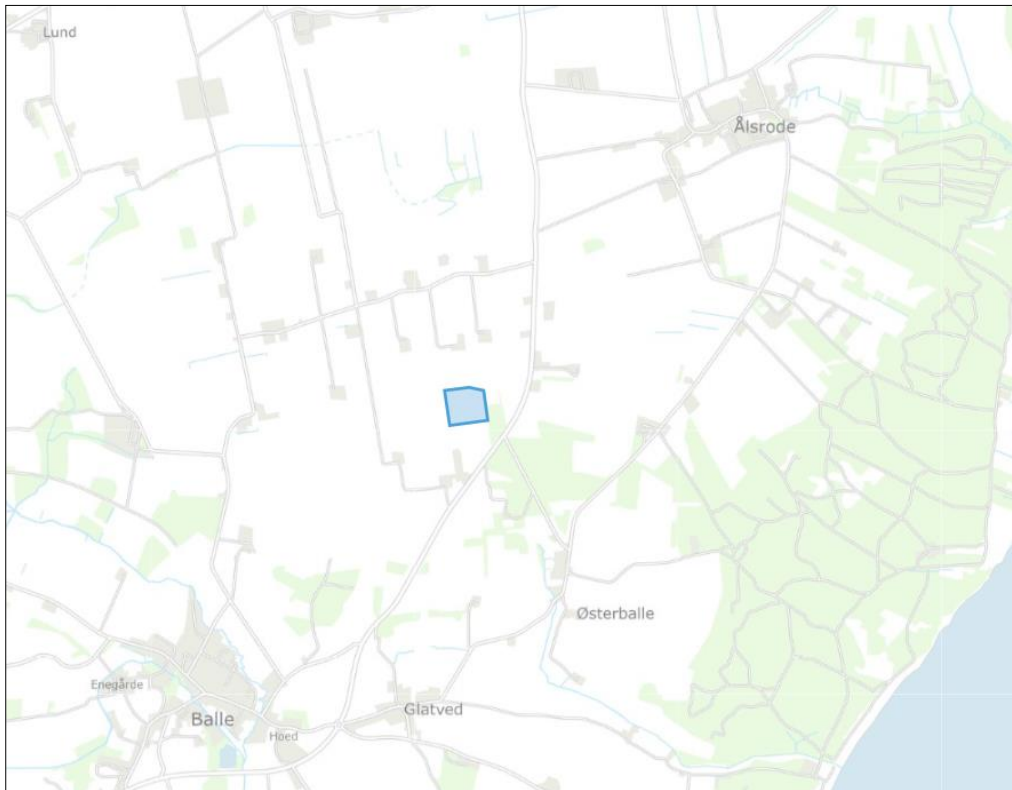 Lund
Ålsrode
Østerballe
Enegårde
Glatved
Balle
Hoed